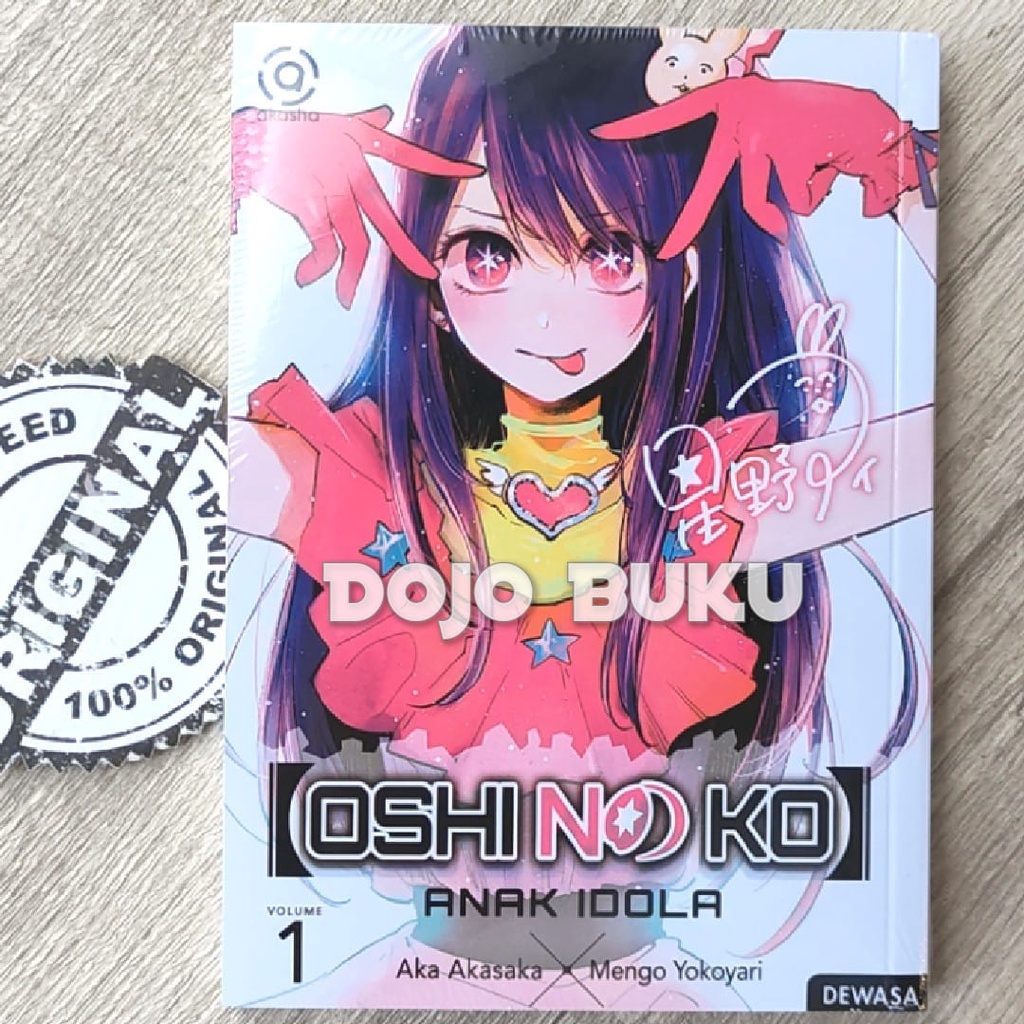 akasha
星野アイ
EED
ORIGINAL
100% ORIGINAL
DOJO BUKU
【OSHI NO KO】
ANAK IDOLA
VOLUME
1
Aka Akasaka × Mengo Yokoyari
DEWASA